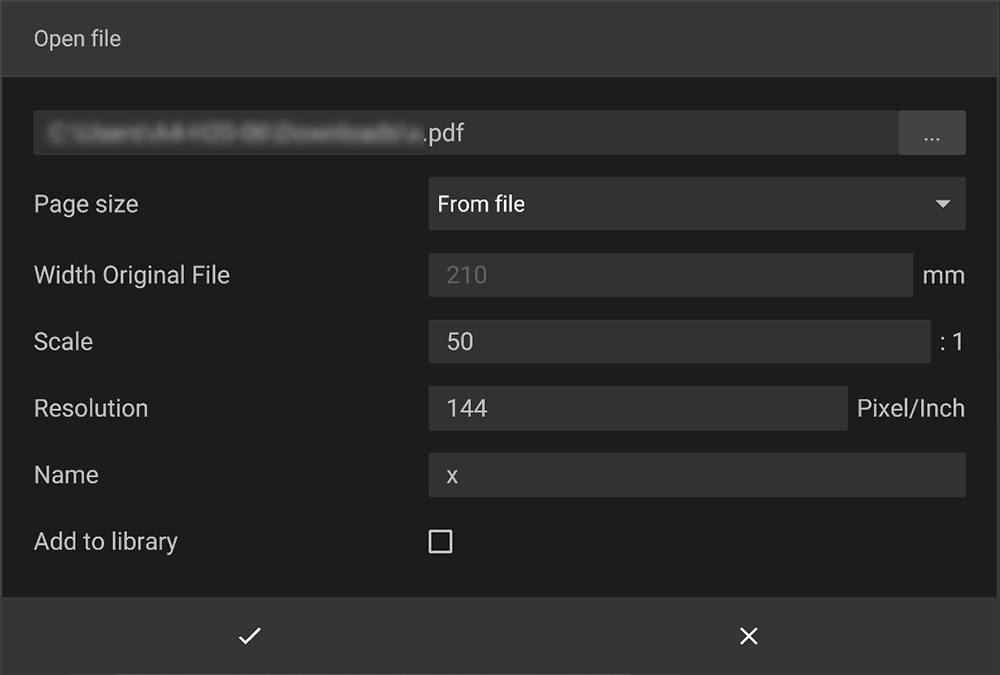 Open file
.pdf ...
Page size From file
Width Original File 210 mm
Scale 50 : 1
Resolution 144 Pixel/Inch
Name x
Add to library